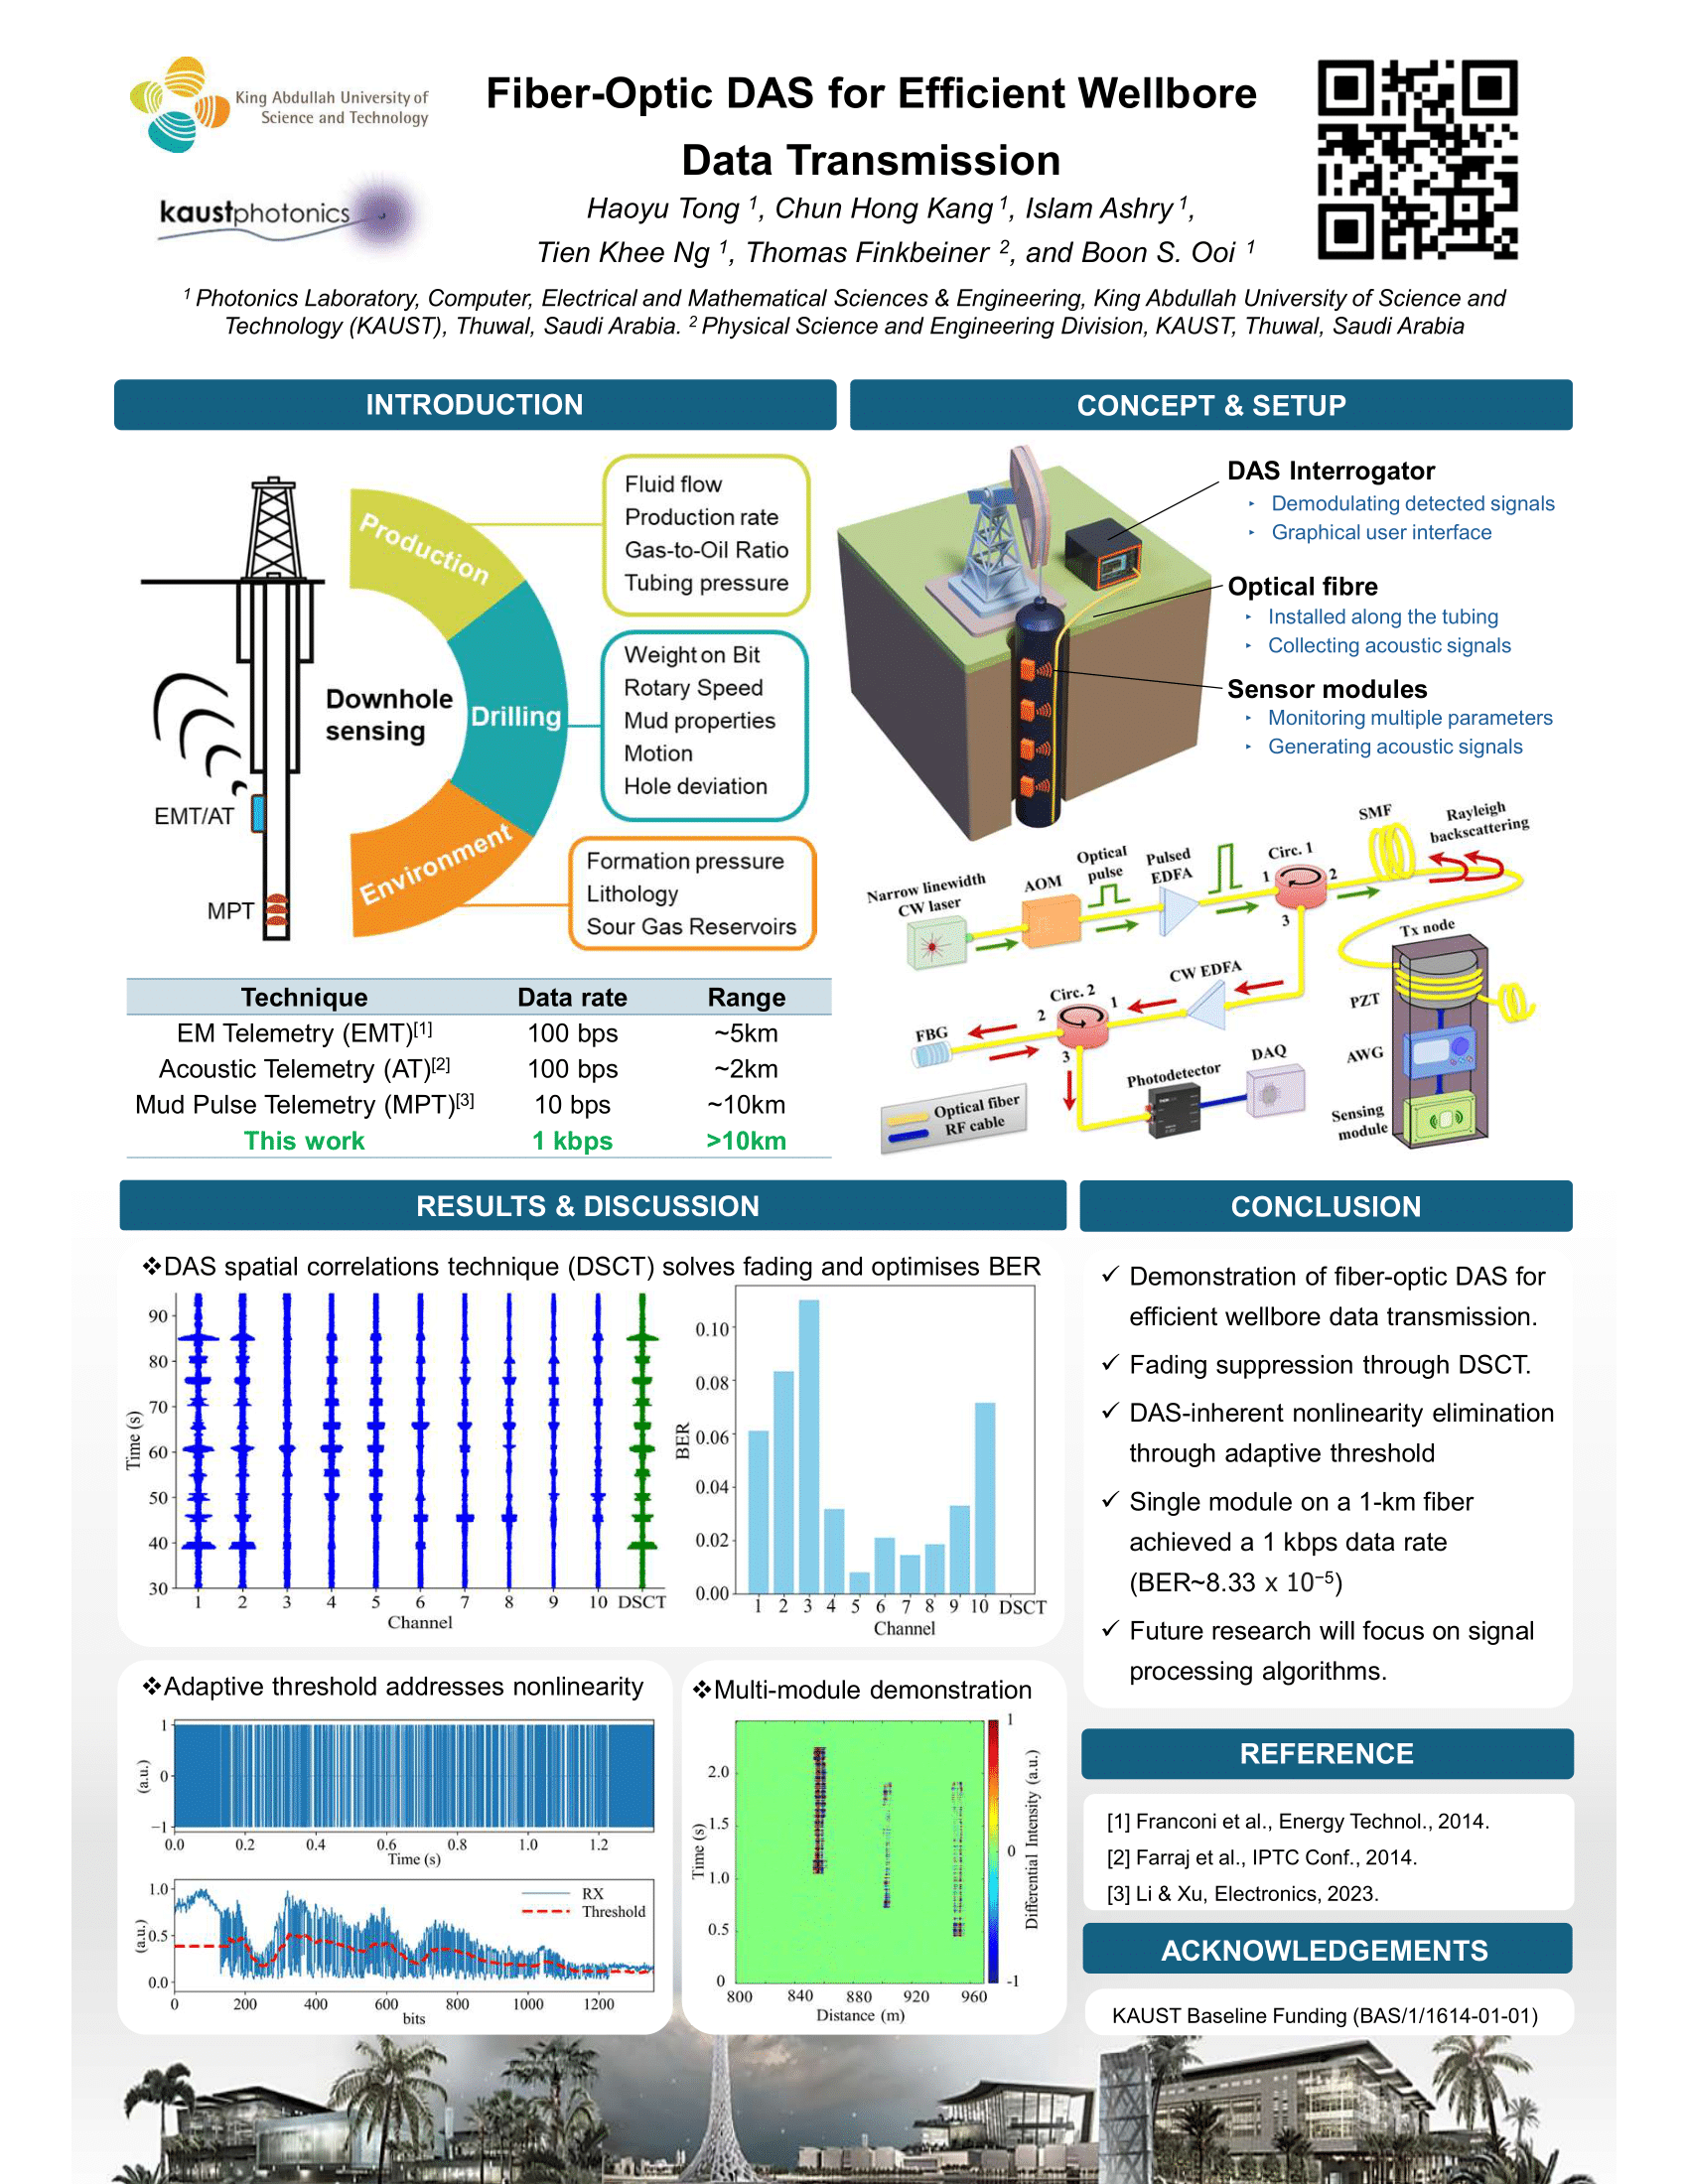 King Abdullah University of
Science and Technology
kaustphotonics
Fiber-Optic DAS for Efficient Wellbore
Data Transmission
Haoyu Tong 1, Chun Hong Kang 1, Islam Ashry 1,
Tien Khee Ng 1, Thomas Finkbeiner 2, and Boon S. Ooi 1
1 Photonics Laboratory, Computer, Electrical and Mathematical Sciences & Engineering, King Abdullah University of Science and
Technology (KAUST), Thuwal, Saudi Arabia. 2 Physical Science and Engineering Division, KAUST, Thuwal, Saudi Arabia
INTRODUCTION
Production
Drilling
Environment
Downhole
sensing
EMT/AT
MPT
Fluid flow
Production rate
Gas-to-Oil Ratio
Tubing pressure
Weight on Bit
Rotary Speed
Mud properties
Motion
Hole deviation
Formation pressure
Lithology
Sour Gas Reservoirs
Technique Data rate Range
EM Telemetry (EMT)[1] 100 bps ~5km
Acoustic Telemetry (AT)[2] 100 bps ~2km
Mud Pulse Telemetry (MPT)[3] 10 bps ~10km
This work 1 kbps >10km
CONCEPT & SETUP
DAS Interrogator
‣ Demodulating detected signals
‣ Graphical user interface
Optical fibre
‣ Installed along the tubing
‣ Collecting acoustic signals
Sensor modules
‣ Monitoring multiple parameters
‣ Generating acoustic signals
Narrow linewidth
CW laser
AOM
Optical
pulse
Pulsed
EDFA
Circ. 1
1
2
3
SMF
Rayleigh
backscattering
Tx node
PZT
AWG
Sensing
module
CW EDFA
Circ. 2
1
2
3
FBG
Photodetector
DAQ
Optical fiber
RF cable
RESULTS & DISCUSSION
❖DAS spatial correlations technique (DSCT) solves fading and optimises BER
Time (s)
90
80
70
60
50
40
30
1 2 3 4 5 6 7 8 9 10 DSCT
Channel
BER
0.10
0.08
0.06
0.04
0.02
0.00
1 2 3 4 5 6 7 8 9 10 DSCT
Channel
❖Adaptive threshold addresses nonlinearity
(a.u.)
1
0
−1
0.0 0.2 0.4 0.6 0.8 1.0 1.2
Time (s)
(a.u.)
1.0
0.5
0.0
RX
Threshold
0 200 400 600 800 1000 1200
bits
❖Multi-module demonstration
Time (s)
2.0
1.5
1.0
0.5
0
800 840 880 920 960
Distance (m)
1
0
-1
Differential Intensity (a.u.)
CONCLUSION
✓ Demonstration of fiber-optic DAS for
efficient wellbore data transmission.
✓ Fading suppression through DSCT.
✓ DAS-inherent nonlinearity elimination
through adaptive threshold
✓ Single module on a 1-km fiber
achieved a 1 kbps data rate
(BER~8.33 x 10⁻⁵)
✓ Future research will focus on signal
processing algorithms.
REFERENCE
[1] Franconi et al., Energy Technol., 2014.
[2] Farraj et al., IPTC Conf., 2014.
[3] Li & Xu, Electronics, 2023.
ACKNOWLEDGEMENTS
KAUST Baseline Funding (BAS/1/1614-01-01)